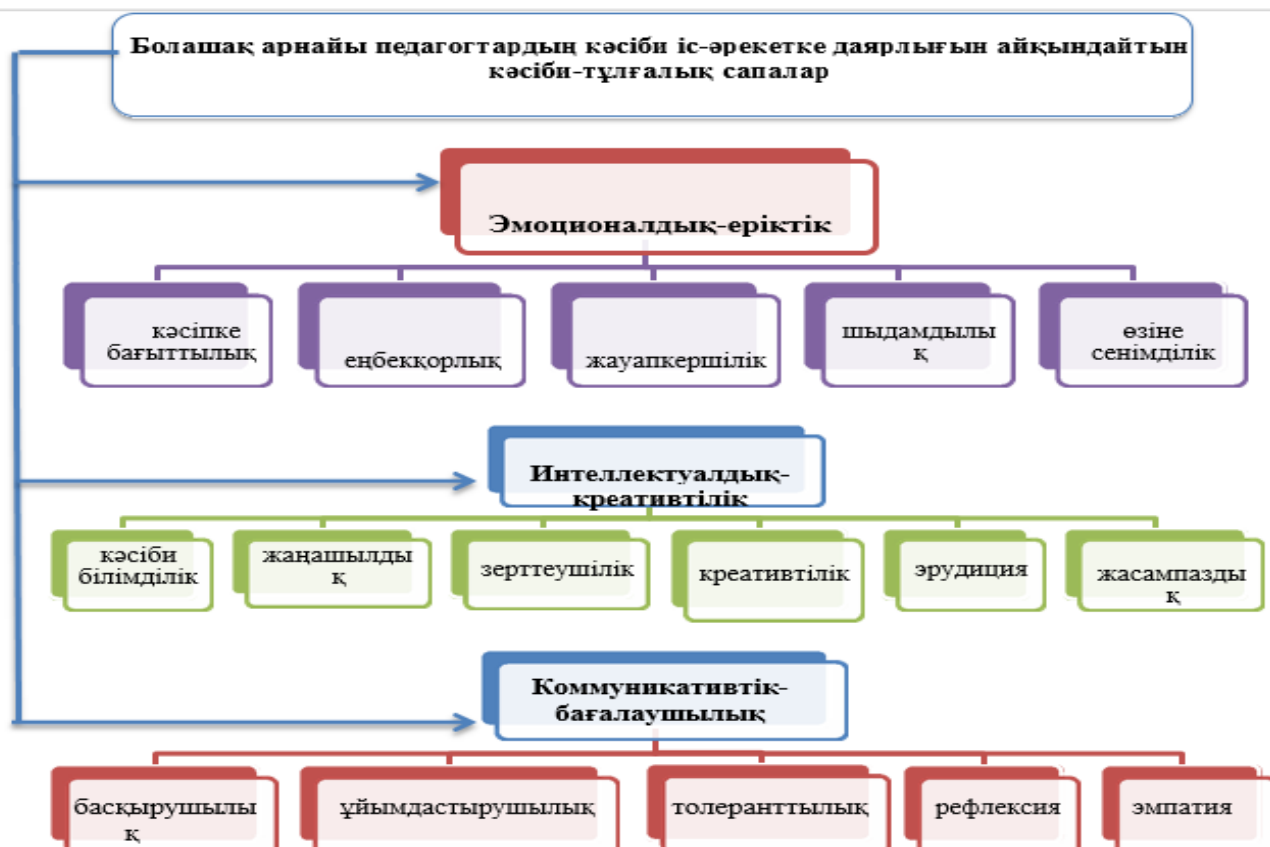 Болашақ арнайы педагогтардың кәсіби іс-әрекетке даярлығын айқындайтын
кәсіби-тұлғалық сапалар
Эмоционалдық-еріктік
кәсіпке
бағыттылық
еңбекқорлық
жауапкершілік
шыдамдылы
қ
өзіне
сенімділік
Интеллектуалдық-
креативтілік
кәсіби
білімділік
жаңашылды
қ
зерттеушілік
креативтілік
эрудиция
жасампазды
қ
Коммуникативтік-
бағалаушылық
басқырушылы
қ
ұйымдастырушылық
толеранттылық
рефлексия
эмпатия